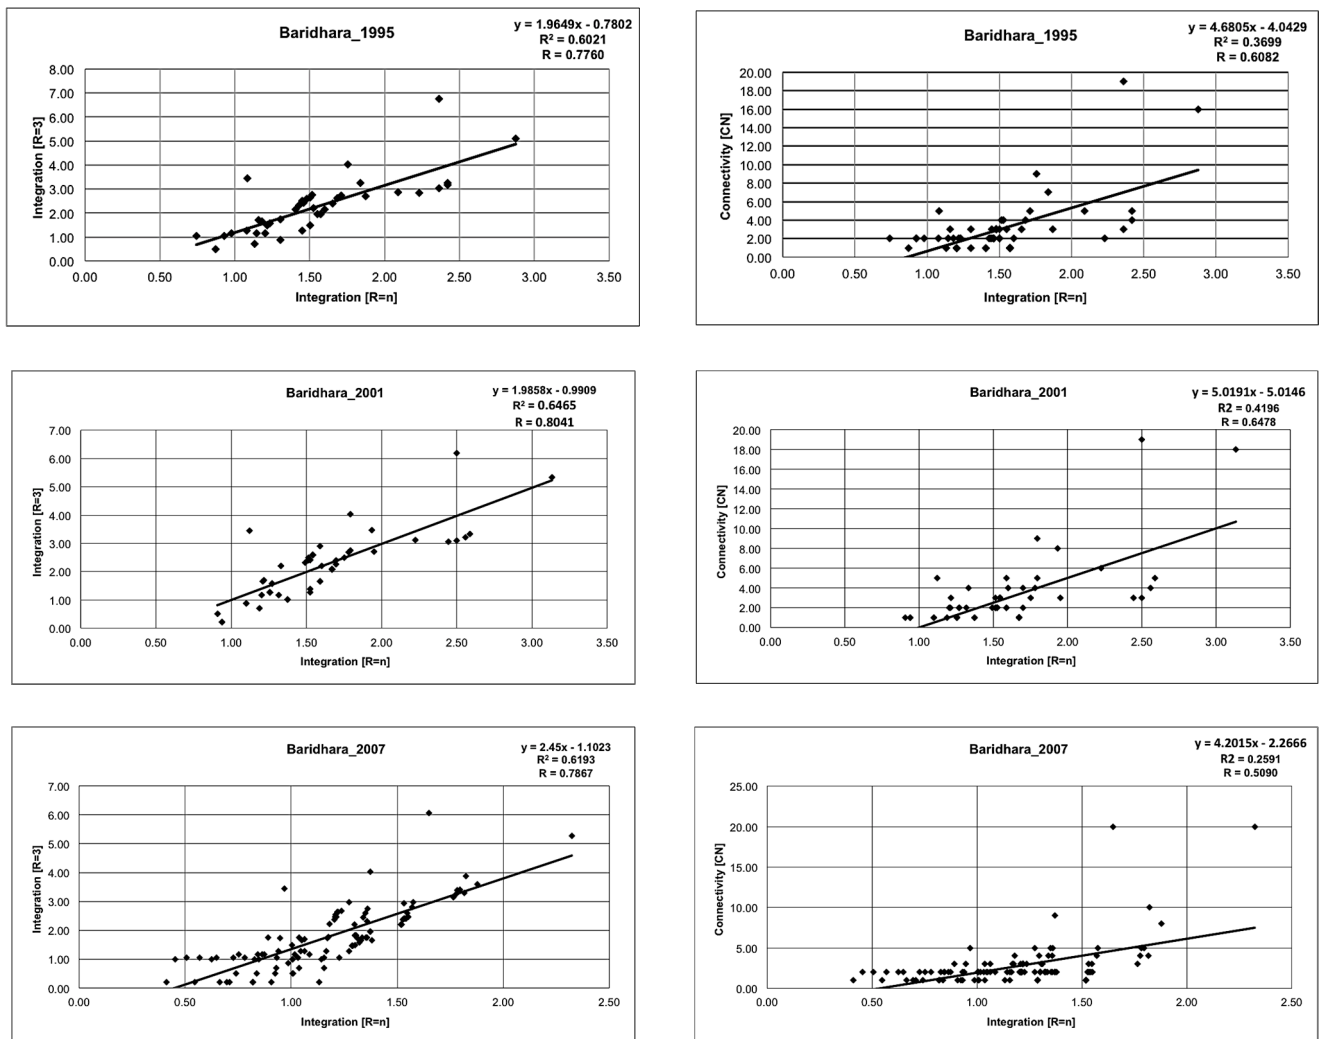 Baridhara_1995
y = 1.9649x - 0.7802
R² = 0.6021
R = 0.7760
Integration [R=3]
8.00
7.00
6.00
5.00
4.00
3.00
2.00
1.00
0.00
0.00 0.50 1.00 1.50 2.00 2.50 3.00 3.50
Integration [R=n]
Baridhara_1995
y = 4.6805x - 4.0429
R² = 0.3699
R = 0.6082
Connectivity [CN]
20.00
18.00
16.00
14.00
12.00
10.00
8.00
6.00
4.00
2.00
0.00
0.00 0.50 1.00 1.50 2.00 2.50 3.00 3.50
Integration [R=n]
Baridhara_2001
y = 1.9858x - 0.9909
R² = 0.6465
R = 0.8041
Integration [R=3]
7.00
6.00
5.00
4.00
3.00
2.00
1.00
0.00
0.00 0.50 1.00 1.50 2.00 2.50 3.00 3.50
Integration [R=n]
Baridhara_2001
y = 5.0191x - 5.0146
R2 = 0.4196
R = 0.6478
Connectivity [CN]
20.00
18.00
16.00
14.00
12.00
10.00
8.00
6.00
4.00
2.00
0.00
0.00 0.50 1.00 1.50 2.00 2.50 3.00 3.50
Integration [R=n]
Baridhara_2007
y = 2.45x - 1.1023
R² = 0.6193
R = 0.7867
Integration [R=3]
7.00
6.00
5.00
4.00
3.00
2.00
1.00
0.00
0.00 0.50 1.00 1.50 2.00 2.50
Integration [R=n]
Baridhara_2007
y = 4.2015x - 2.2666
R2 = 0.2591
R = 0.5090
Connectivity [CN]
25.00
20.00
15.00
10.00
5.00
0.00
0.00 0.50 1.00 1.50 2.00 2.50
Integration [R=n]